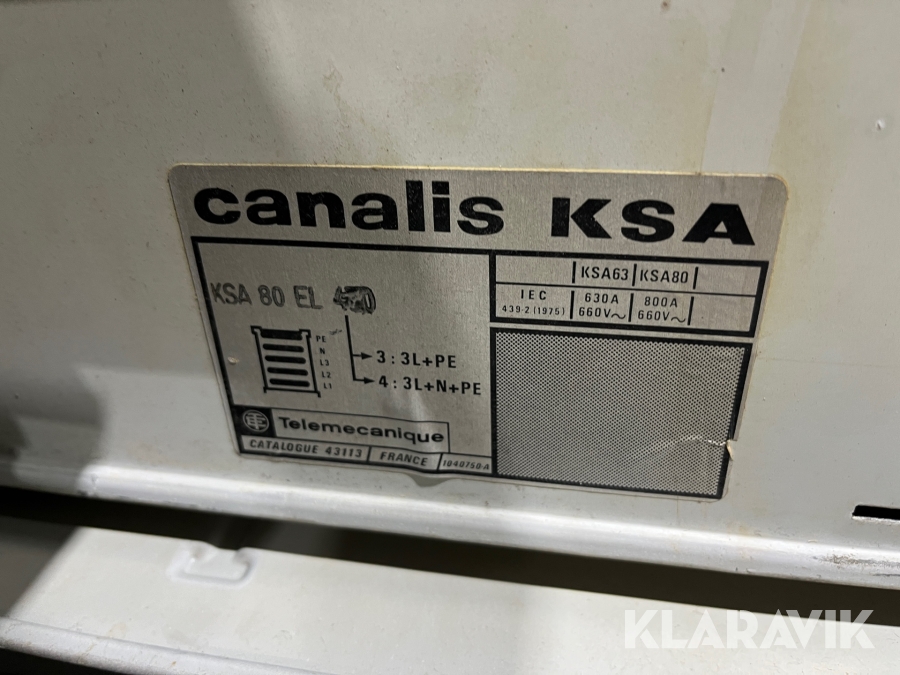 canalis KSA
KSA 80 EL
PE
N
L3
L2
L1
3 : 3L+PE
4 : 3L+N+PE
Telemecanique
CATALOGUE 43113 FRANCE 1040750-A
KSA63 KSA80
IEC 439-2 (1975) 630A 660V~ 800A 660V~
KLARAVIK